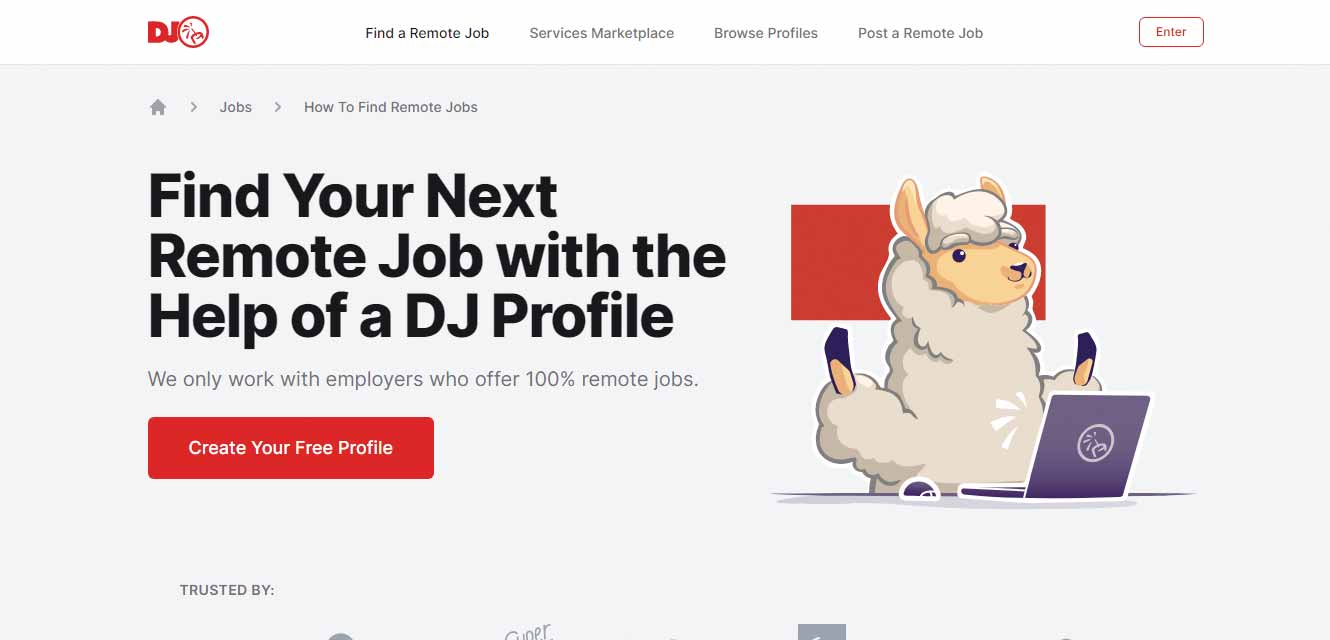 DJ
Find a Remote Job
Services Marketplace
Browse Profiles
Post a Remote Job
Enter
Jobs
How To Find Remote Jobs
Find Your Next
Remote Job with the
Help of a DJ Profile
We only work with employers who offer 100% remote jobs.
Create Your Free Profile
TRUSTED BY: